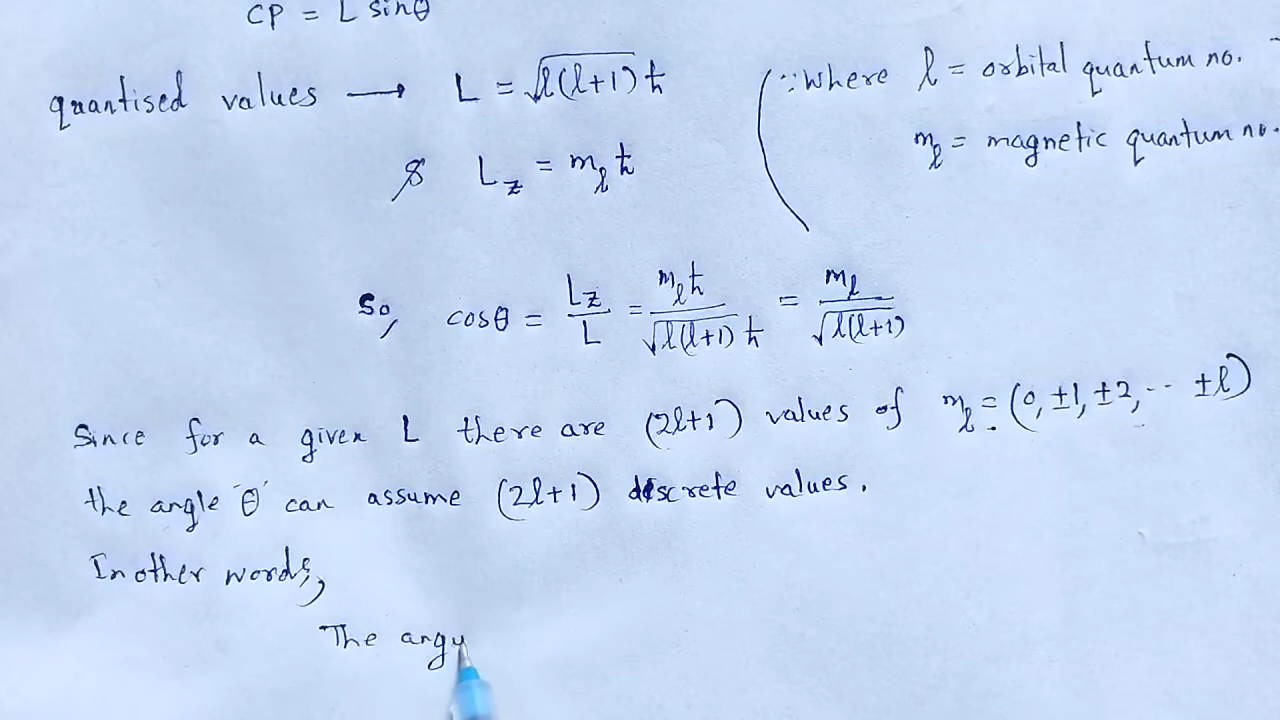 CP = L sinθ
quantised values ⟶ L = √l(l+1) ħ
& L_z = m_l ħ
(∵ where l = orbital quantum no.
m_l = magnetic quantum no.
So, cosθ = L_z/L = m_l ħ/√l(l+1) ħ = m_l/√l(l+1)
Since for a given L there are (2l+1) values of m_l = (0, ±1, ±2, -- ±l)
the angle 'θ' can assume (2l+1) discrete values.
In other words,
The angu